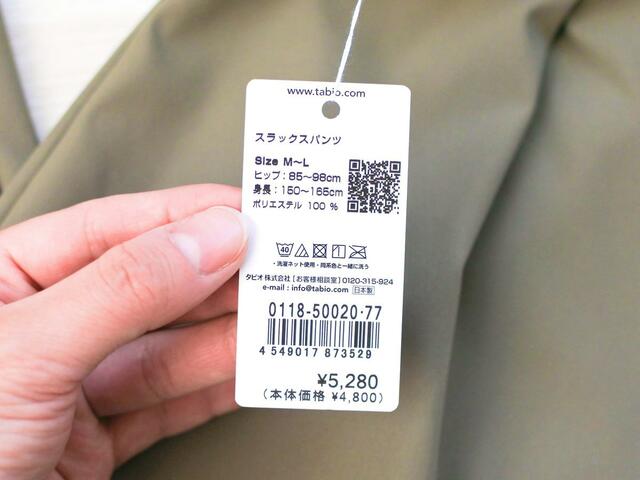 www.tabio.com
スラックスパンツ
Size M～L
ヒップ：85～98cm
身長：150～165cm
ポリエステル 100 %
40
・洗濯ネット使用・同系色と一緒に洗う
タビオ株式会社 [お客様相談室] 0120-315-924
e-mail : info@tabio.com 日本製
0118-50020・77
4 549017 873529
¥5,280
(本体価格 ¥4,800)